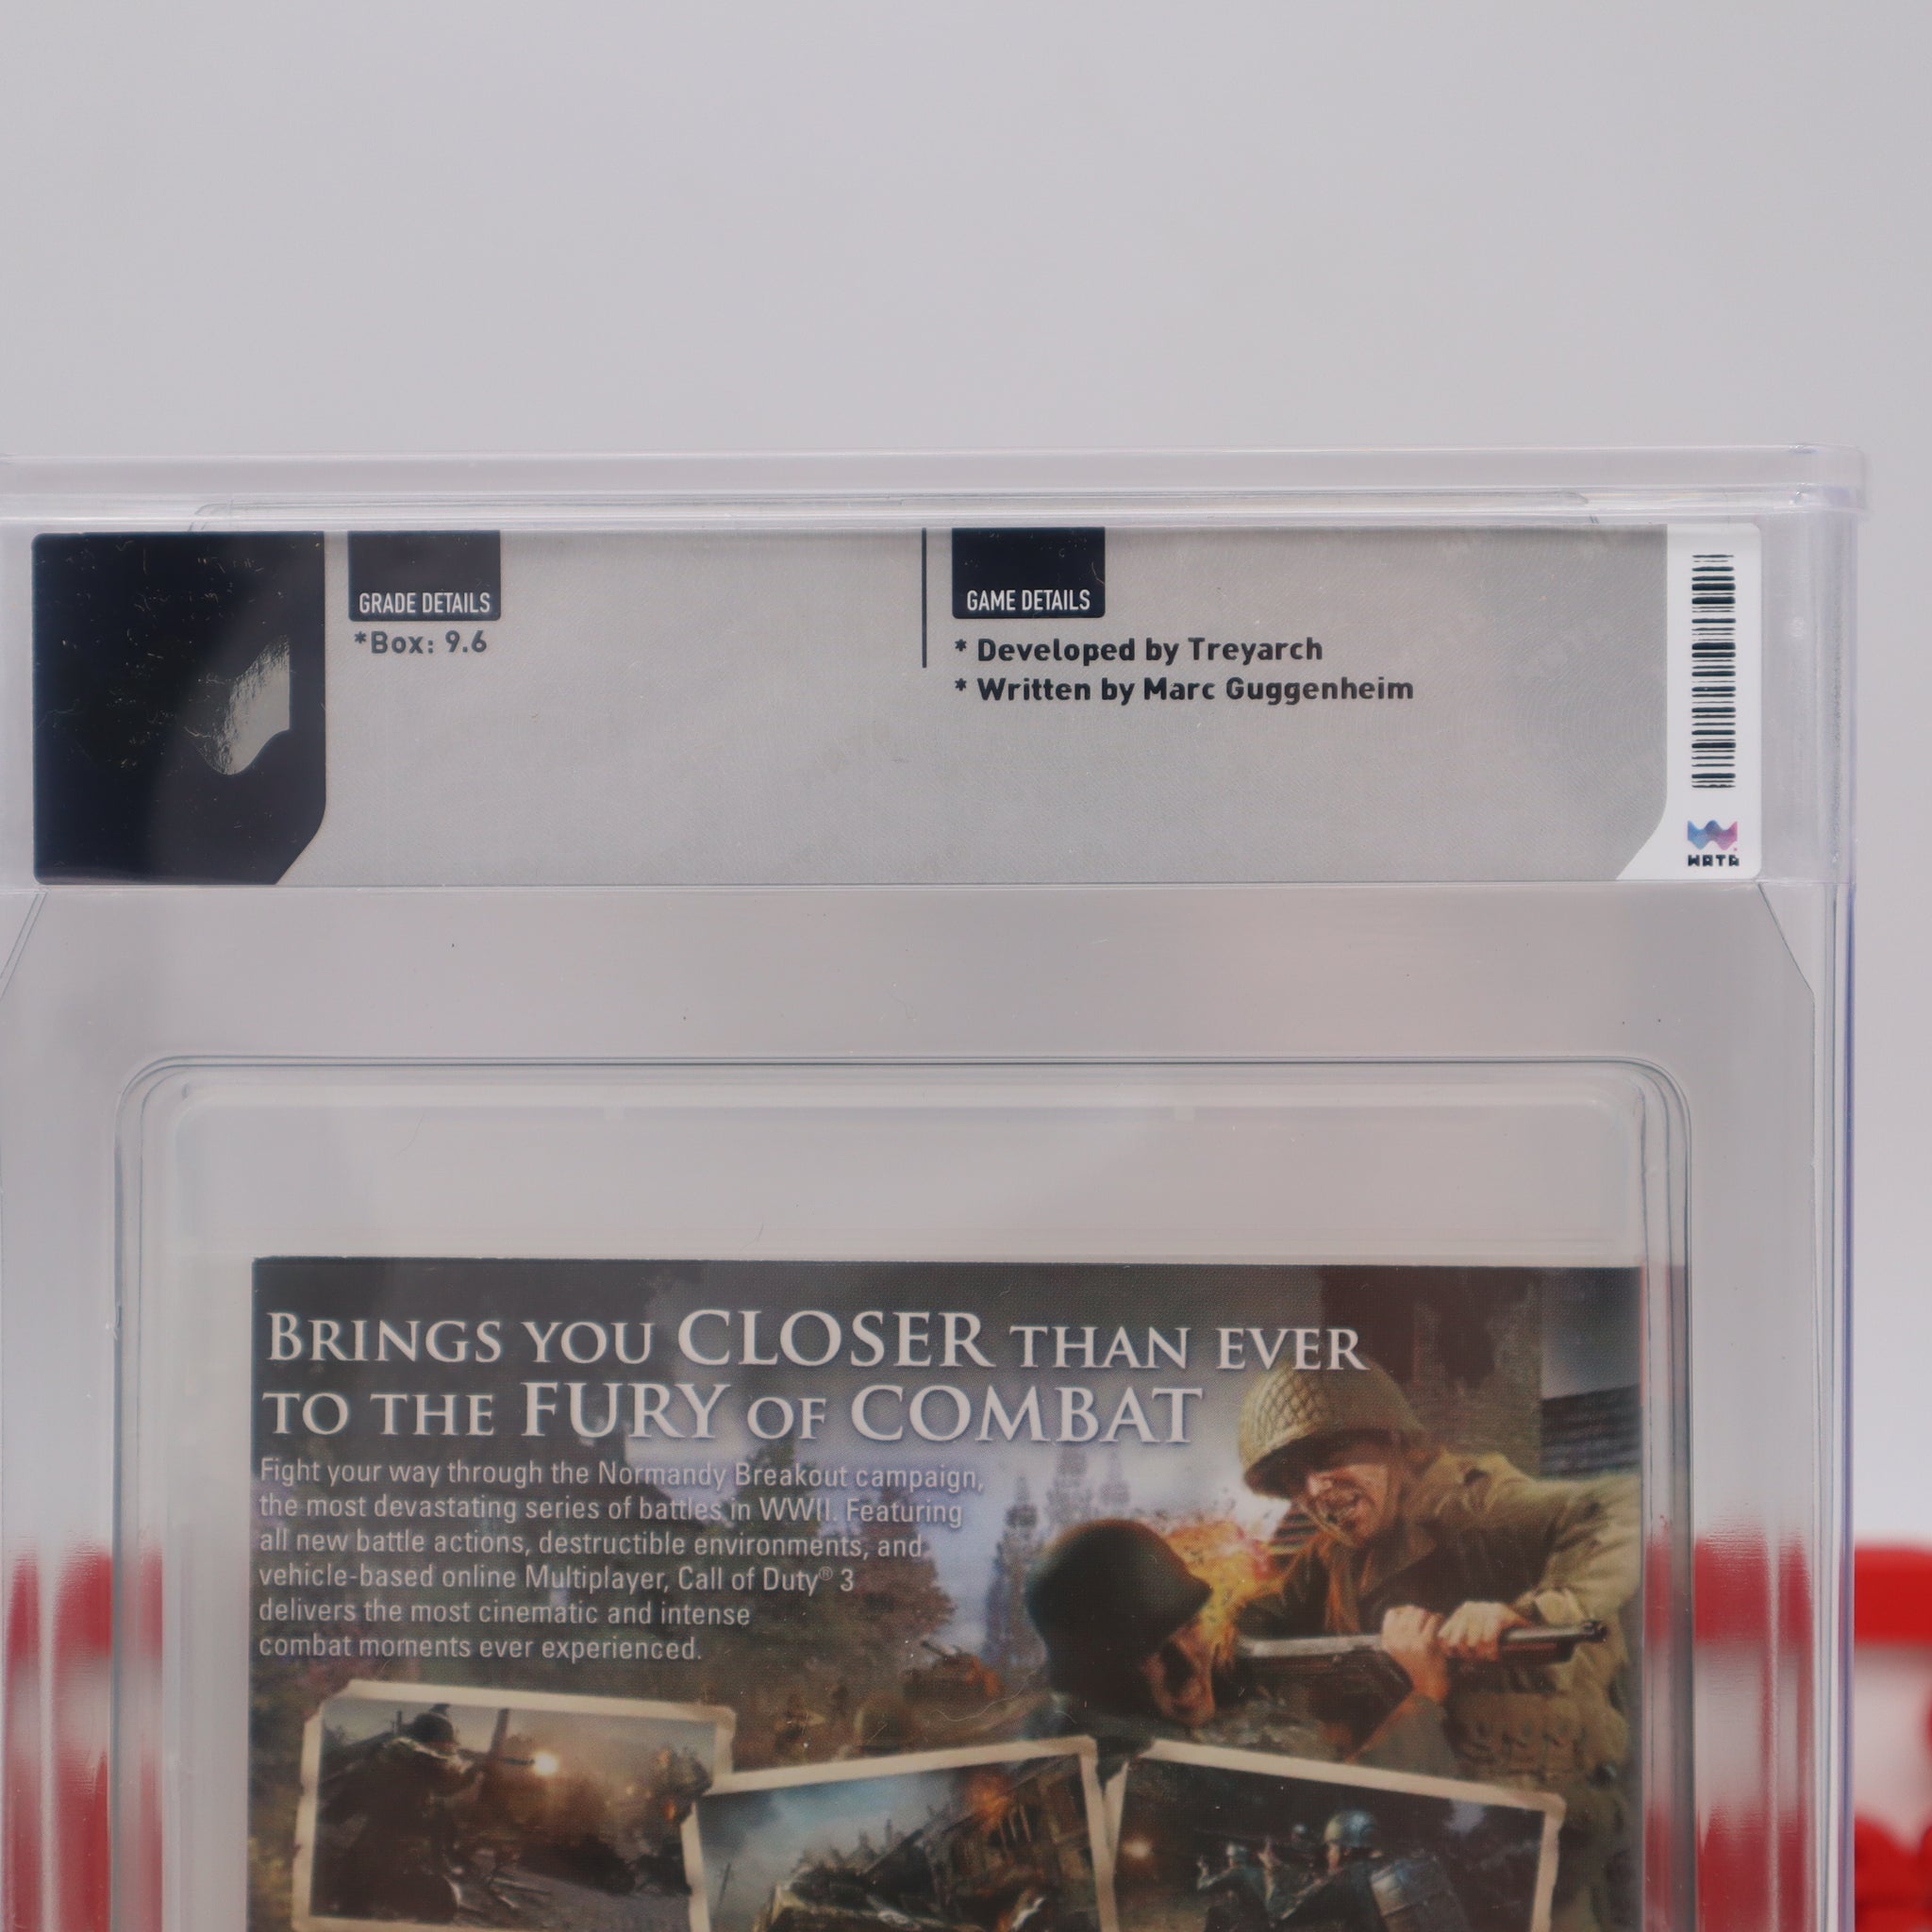 GRADE DETAILS
*Box: 9.6
GAME DETAILS
* Developed by Treyarch
* Written by Marc Guggenheim
WATA
BRINGS YOU CLOSER THAN EVER
TO THE FURY OF COMBAT
Fight your way through the Normandy Breakout campaign,
the most devastating series of battles in WWII. Featuring
all new battle actions, destructible environments, and
vehicle-based online Multiplayer, Call of Duty® 3
delivers the most cinematic and intense
combat moments ever experienced.